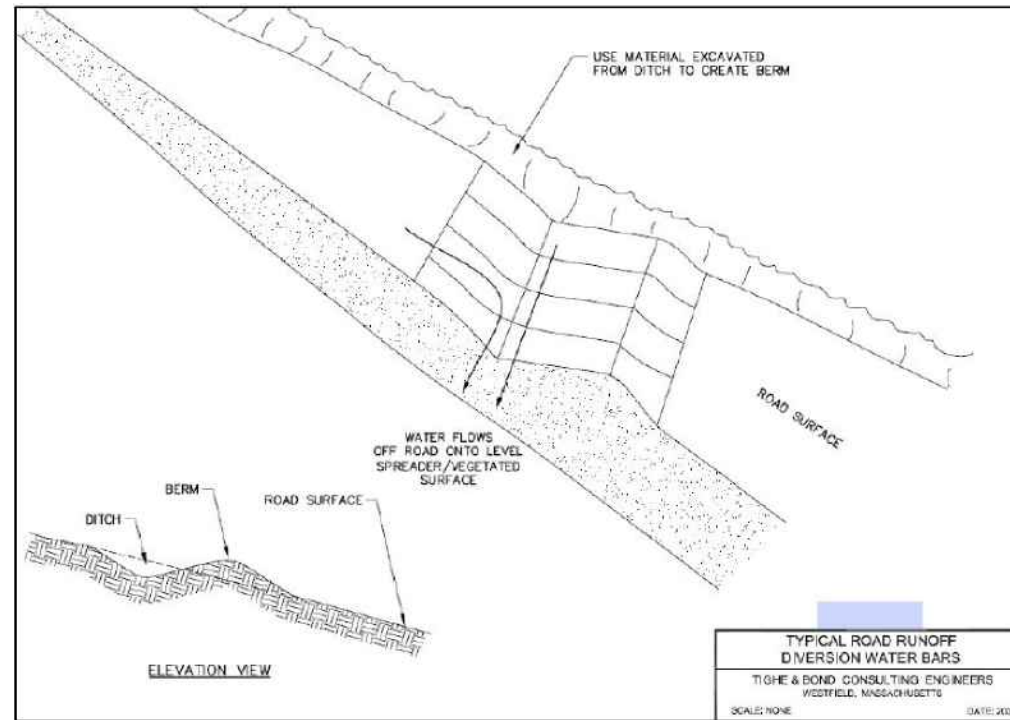 USE MATERIAL EXCAVATED
FROM DITCH TO CREATE BERM
ROAD SURFACE
WATER FLOWS
OFF ROAD ONTO LEVEL
SPREADER/VEGETATED
SURFACE
BERM
ROAD SURFACE
DITCH
ELEVATION VIEW
TYPICAL ROAD RUNOFF
DIVERSION WATER BARS
TIGHE & BOND CONSULTING ENGINEERS
WESTFIELD, MASSACHUSETTS
SCALE: NONE
DATE: